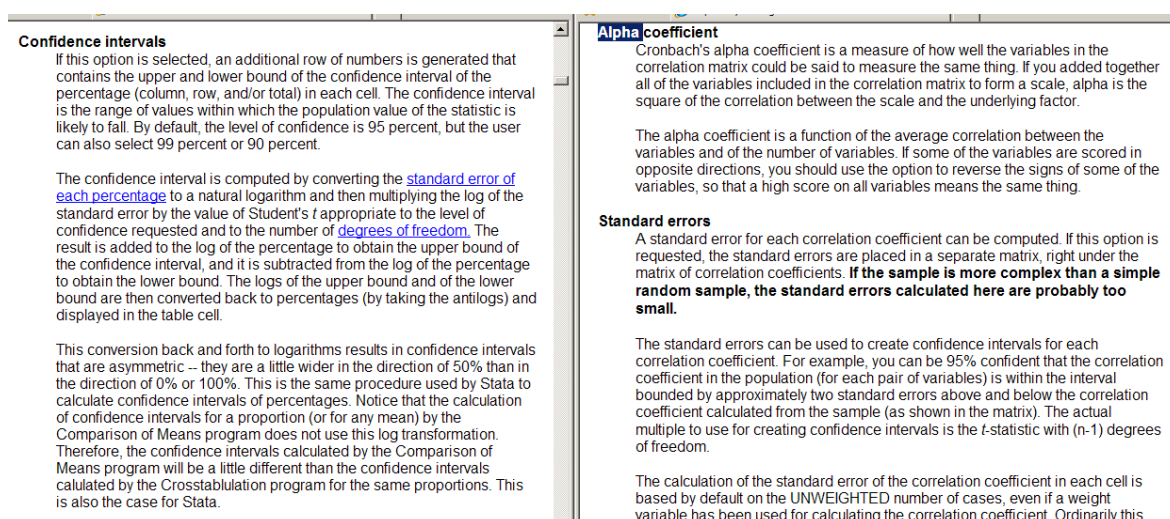 Confidence intervals
If this option is selected, an additional row of numbers is generated that
contains the upper and lower bound of the confidence interval of the
percentage (column, row, and/or total) in each cell. The confidence interval
is the range of values within which the population value of the statistic is
likely to fall. By default, the level of confidence is 95 percent, but the user
can also select 99 percent or 90 percent.
The confidence interval is computed by converting the standard error of
each percentage to a natural logarithm and then multiplying the log of the
standard error by the value of Student's t appropriate to the level of
confidence requested and to the number of degrees of freedom. The
result is added to the log of the percentage to obtain the upper bound of
the confidence interval, and it is subtracted from the log of the percentage
to obtain the lower bound. The logs of the upper bound and of the lower
bound are then converted back to percentages (by taking the antilogs) and
displayed in the table cell.
This conversion back and forth to logarithms results in confidence intervals
that are asymmetric -- they are a little wider in the direction of 50% than in
the direction of 0% or 100%. This is the same procedure used by Stata to
calculate confidence intervals of percentages. Notice that the calculation
of confidence intervals for a proportion (or for any mean) by the
Comparison of Means program does not use this log transformation.
Therefore, the confidence intervals calculated by the Comparison of
Means program will be a little different than the confidence intervals
calulated by the Crosstablulation program for the same proportions. This
is also the case for Stata.
Alpha coefficient
Cronbach's alpha coefficient is a measure of how well the variables in the
correlation matrix could be said to measure the same thing. If you added together
all of the variables included in the correlation matrix to form a scale, alpha is the
square of the correlation between the scale and the underlying factor.
The alpha coefficient is a function of the average correlation between the
variables and of the number of variables. If some of the variables are scored in
opposite directions, you should use the option to reverse the signs of some of the
variables, so that a high score on all variables means the same thing.
Standard errors
A standard error for each correlation coefficient can be computed. If this option is
requested, the standard errors are placed in a separate matrix, right under the
matrix of correlation coefficients. If the sample is more complex than a simple
random sample, the standard errors calculated here are probably too
small.
The standard errors can be used to create confidence intervals for each
correlation coefficient. For example, you can be 95% confident that the correlation
coefficient in the population (for each pair of variables) is within the interval
bounded by approximately two standard errors above and below the correlation
coefficient calculated from the sample (as shown in the matrix). The actual
multiple to use for creating confidence intervals is the t-statistic with (n-1) degrees
of freedom.
The calculation of the standard error of the correlation coefficient in each cell is
based by default on the UNWEIGHTED number of cases, even if a weight
variable has been used for calculating the correlation coefficient. Ordinarily this